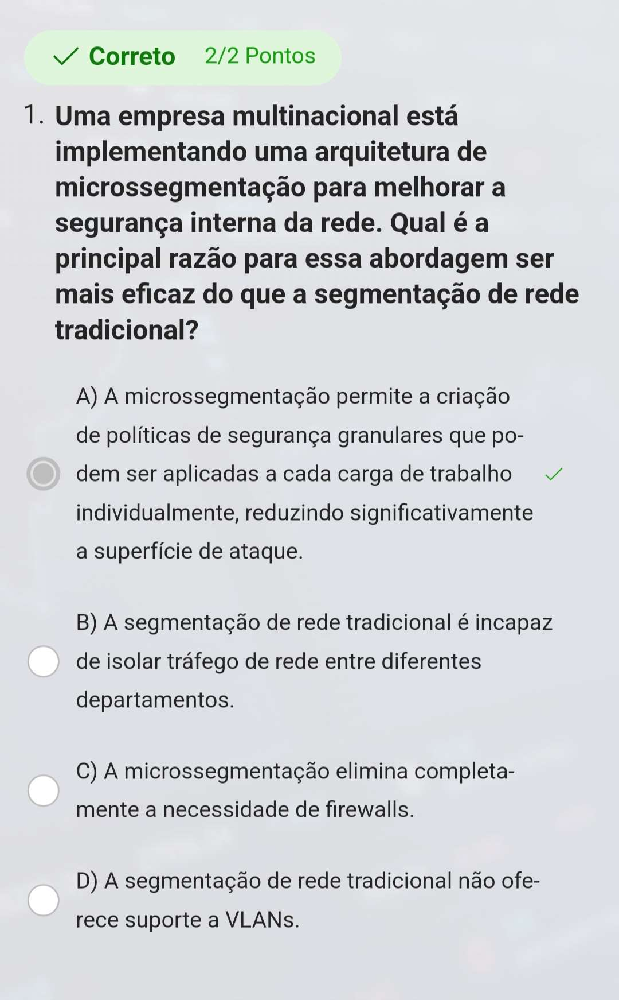 Correto 2/2 Pontos
1. Uma empresa multinacional está
implementando uma arquitetura de
microssegmentação para melhorar a
segurança interna da rede. Qual é a
principal razão para essa abordagem ser
mais eficaz do que a segmentação de rede
tradicional?
A) A microssegmentação permite a criação
de políticas de segurança granulares que po-
dem ser aplicadas a cada carga de trabalho
individualmente, reduzindo significativamente
a superfície de ataque.
B) A segmentação de rede tradicional é incapaz
de isolar tráfego de rede entre diferentes
departamentos.
C) A microssegmentação elimina completa-
mente a necessidade de firewalls.
D) A segmentação de rede tradicional não ofe-
rece suporte a VLANs.